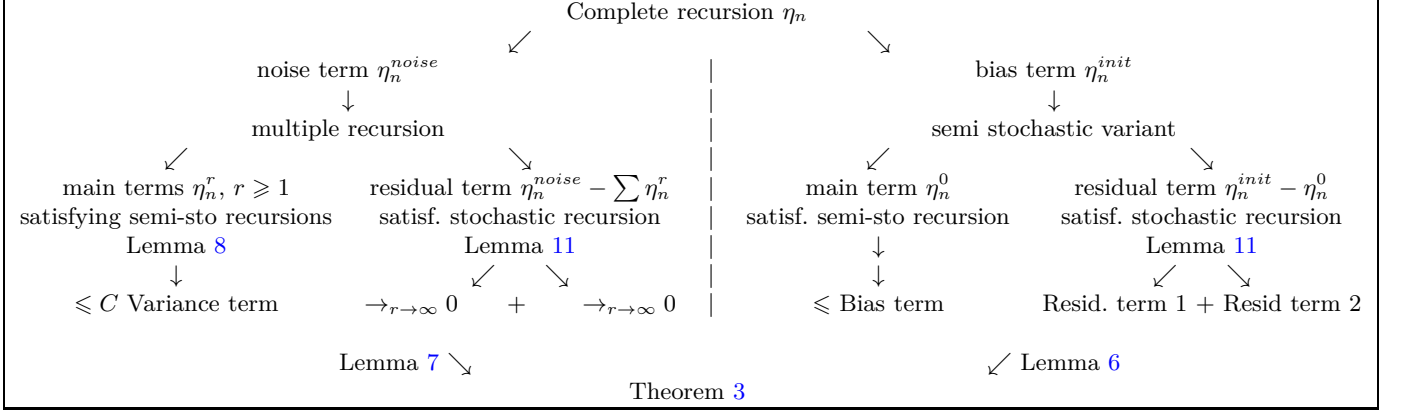 Complete recursion η_n
↙ ↘
noise term η_n^{noise} | bias term η_n^{init}
↓ | ↓
multiple recursion | semi stochastic variant
↙ ↘ | ↙ ↘
main terms η_n^r, r ⩾ 1 residual term η_n^{noise} − ∑ η_n^r | main term η_n^0 residual term η_n^{init} − η_n^0
satisfying semi-sto recursions satisf. stochastic recursion | satisf. semi-sto recursion satisf. stochastic recursion
Lemma 8 Lemma 11 | ↓ Lemma 11
↓ ↙ ↘ | ↓ ↙ ↘
⩽ C Variance term →_{r→∞} 0 + →_{r→∞} 0 | ⩽ Bias term Resid. term 1 + Resid term 2
Lemma 7 ↘ ↙ Lemma 6
Theorem 3